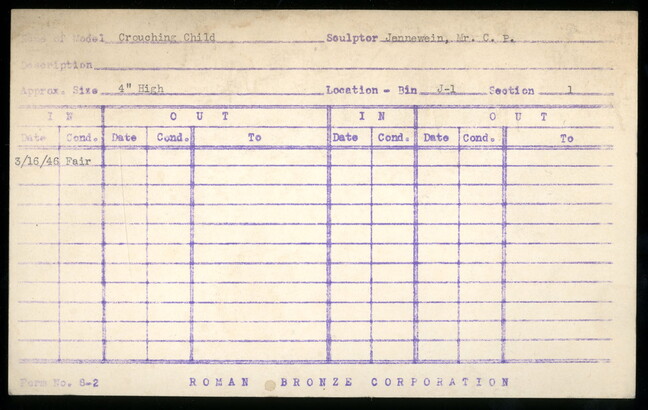 Name of Model Crouching Child Sculptor Jennewein, Mr. C. P.
Description
Approx. Size 4" High Location - Bin J-1 Section 1
IN OUT IN OUT
Date Cond. Date Cond. To Date Cond. Date Cond. To
3/16/46 Fair
Form No. 6-2 ROMAN BRONZE CORPORATION